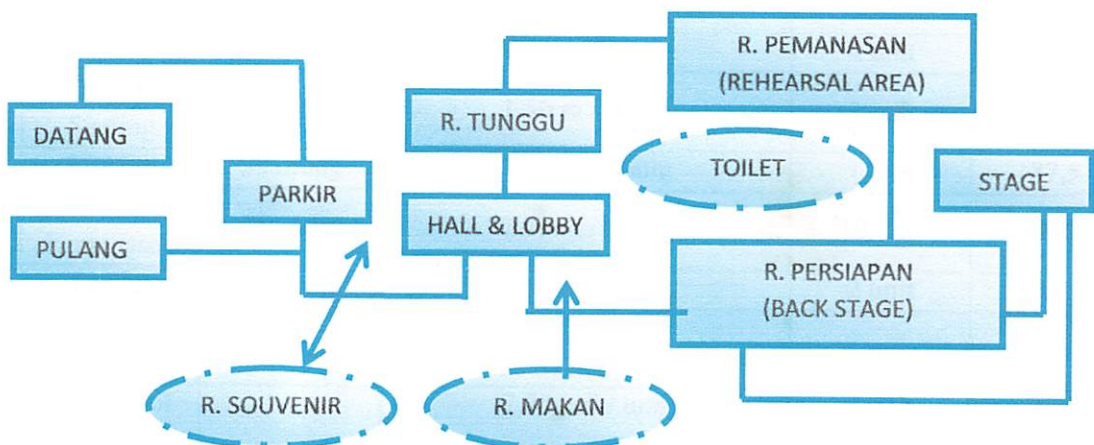 R. PEMANASAN
(REHEARSAL AREA)
DATANG
R. TUNGGU
TOILET
STAGE
PARKIR
HALL & LOBBY
PULANG
R. PERSIAPAN
(BACK STAGE)
R. SOUVENIR
R. MAKAN